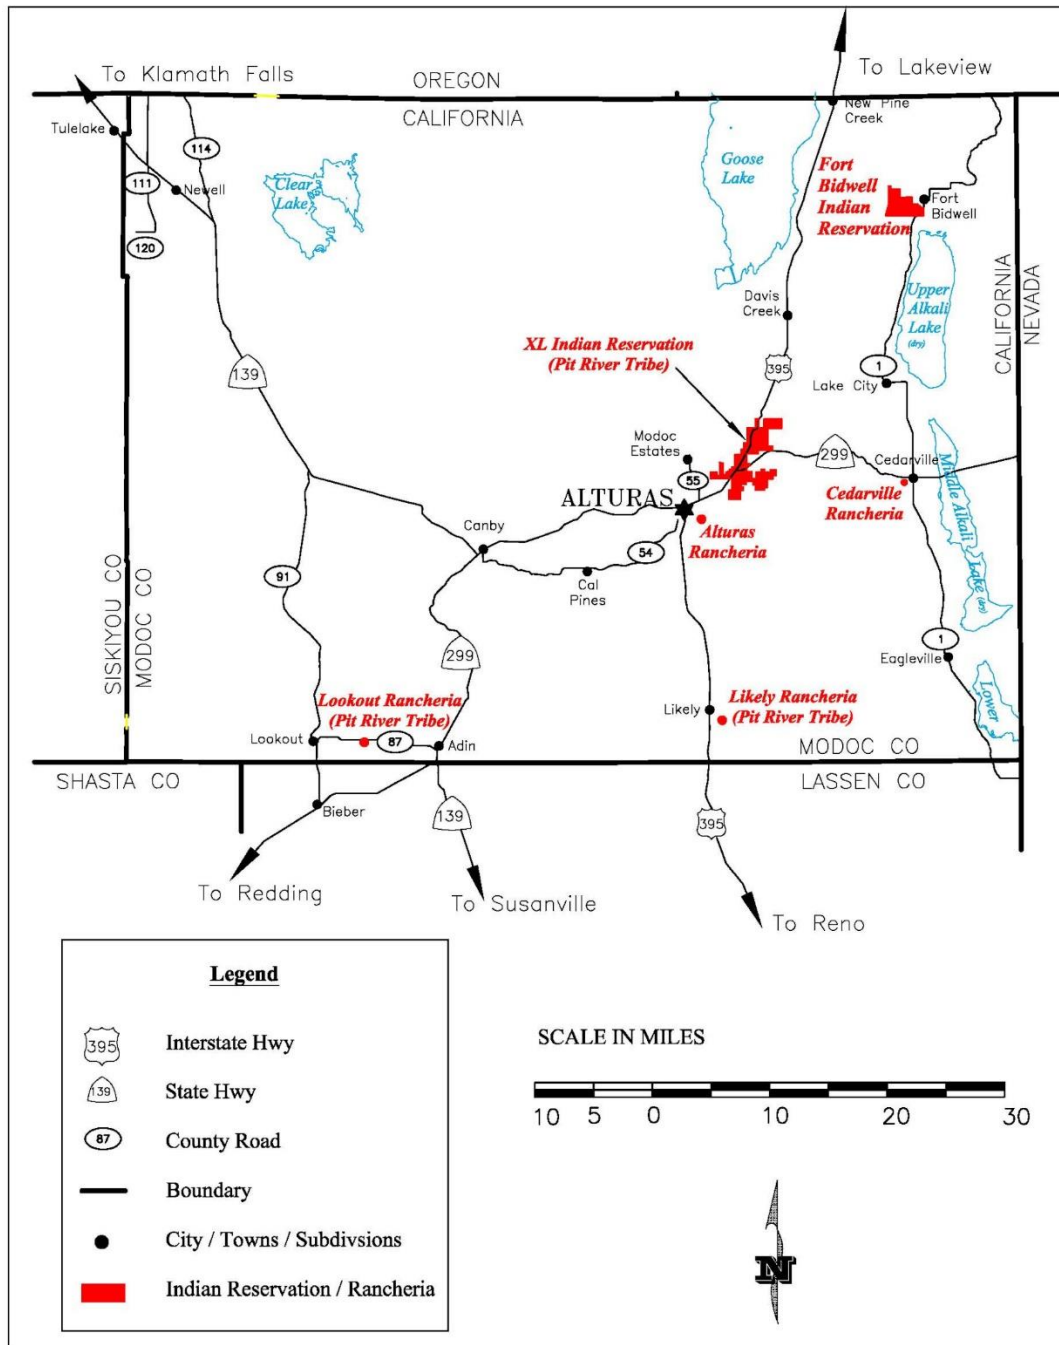 To Klamath Falls
OREGON
To Lakeview
CALIFORNIA
New Pine
Creek
Tulelake
114
111
Newell
120
Clear
Lake
Goose
Lake
Fort
Bidwell
Indian
Reservation
Fort
Bidwell
Davis
Creek
Upper
Alkali
Lake
(dry)
CALIFORNIA
NEVADA
XL Indian Reservation
(Pit River Tribe)
139
395
1
Lake City
Modoc
Estates
55
299
Cedarville
ALTURAS
Cedarville
Rancheria
Alturas
Rancheria
Middle Alkali
Lake (dry)
Canby
54
Cal
Pines
91
SISKIYOU CO
MODOC CO
299
1
Eagleville
Lower
Lookout Rancheria
(Pit River Tribe)
Likely Rancheria
(Pit River Tribe)
Likely
Lookout
87
Adin
MODOC CO
SHASTA CO
LASSEN CO
Bieber
139
395
To Redding
To Susanville
To Reno
Legend
395
Interstate Hwy
139
State Hwy
87
County Road
Boundary
City / Towns / Subdivsions
Indian Reservation / Rancheria
SCALE IN MILES
10 5 0 10 20 30
N